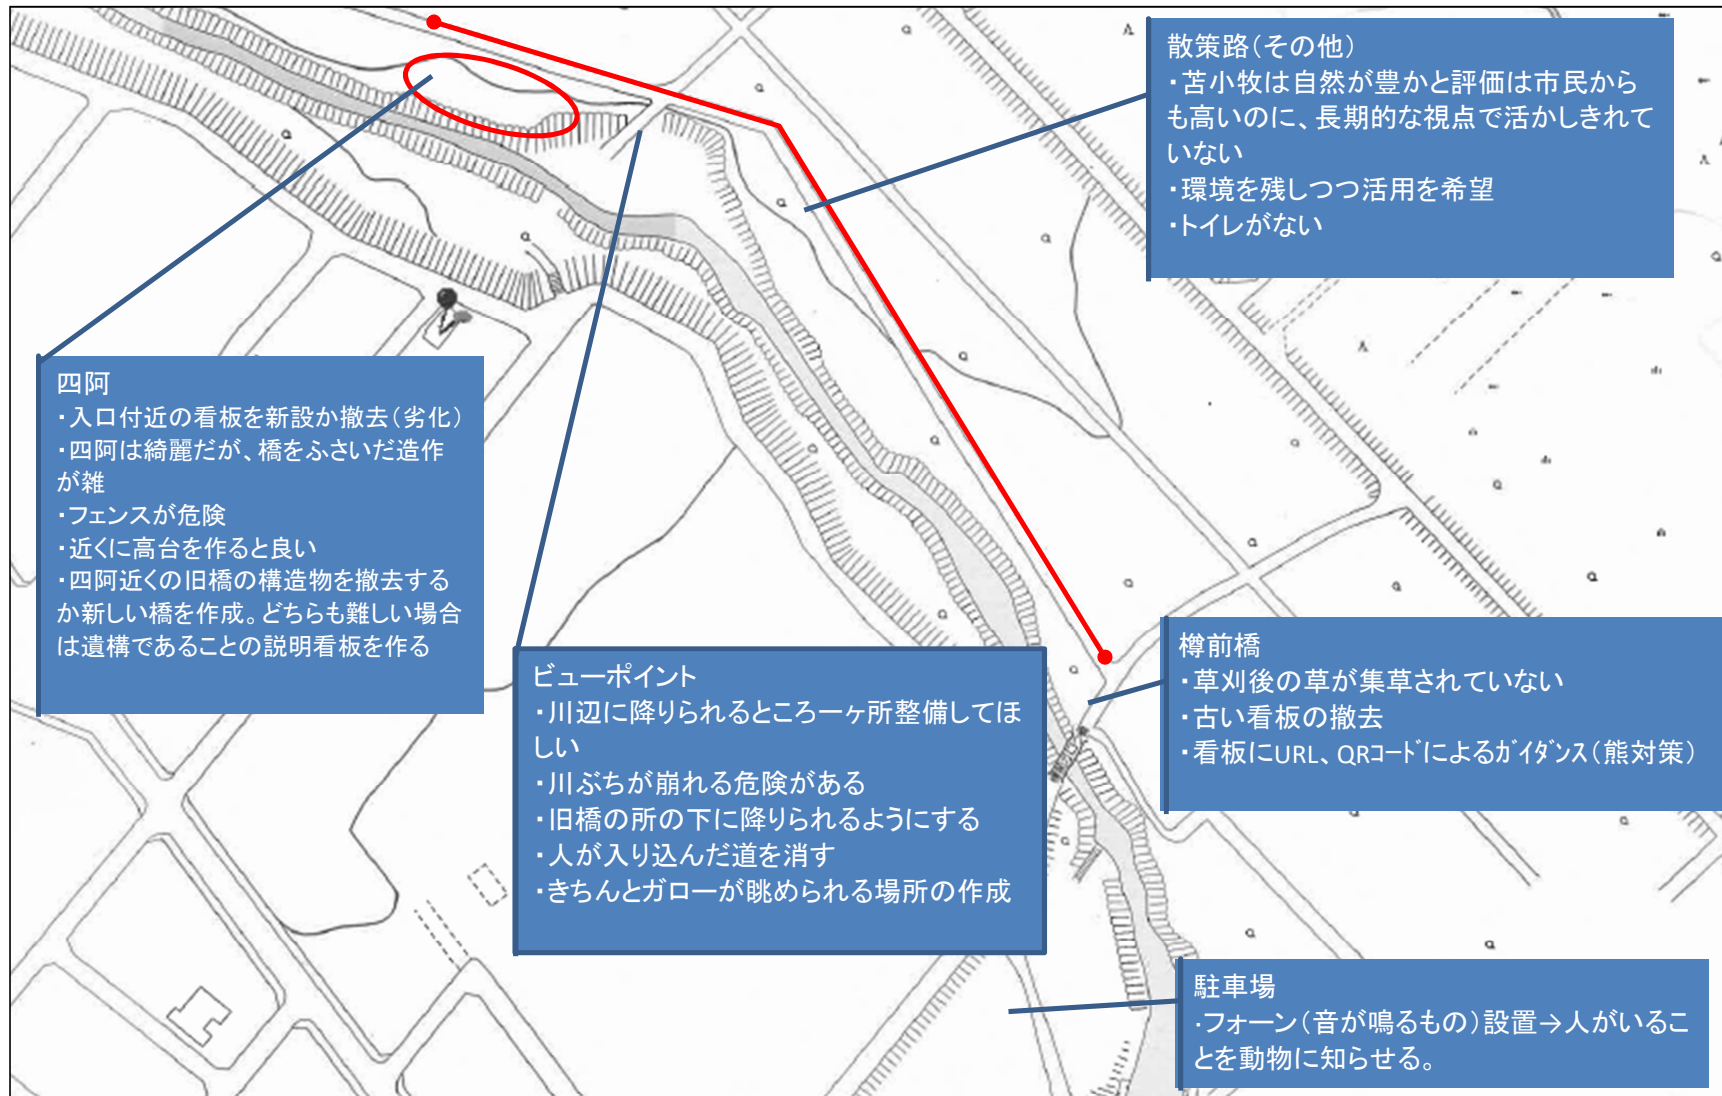 散策路（その他）
・苫小牧は自然が豊かと評価は市民から
も高いのに、長期的な視点で活かしきれて
いない
・環境を残しつつ活用を希望
・トイレがない
四阿
・入口付近の看板を新設か撤去（劣化）
・四阿は綺麗だが、橋をふさいだ造作
が雑
・フェンスが危険
・近くに高台を作ると良い
・四阿近くの旧橋の構造物を撤去する
か新しい橋を作成。どちらも難しい場合
は遺構であることの説明看板を作る
ビューポイント
・川辺に降りられるところ一ヶ所整備してほ
しい
・川ぶちが崩れる危険がある
・旧橋の所の下に降りられるようにする
・人が入り込んだ道を消す
・きちんとガローが眺められる場所の作成
樽前橋
・草刈後の草が集草されていない
・古い看板の撤去
・看板にURL、QRｺｰﾄﾞによるｶﾞｲﾀﾞﾝｽ（熊対策）
駐車場
・フォーン（音が鳴るもの）設置→人がいるこ
とを動物に知らせる。